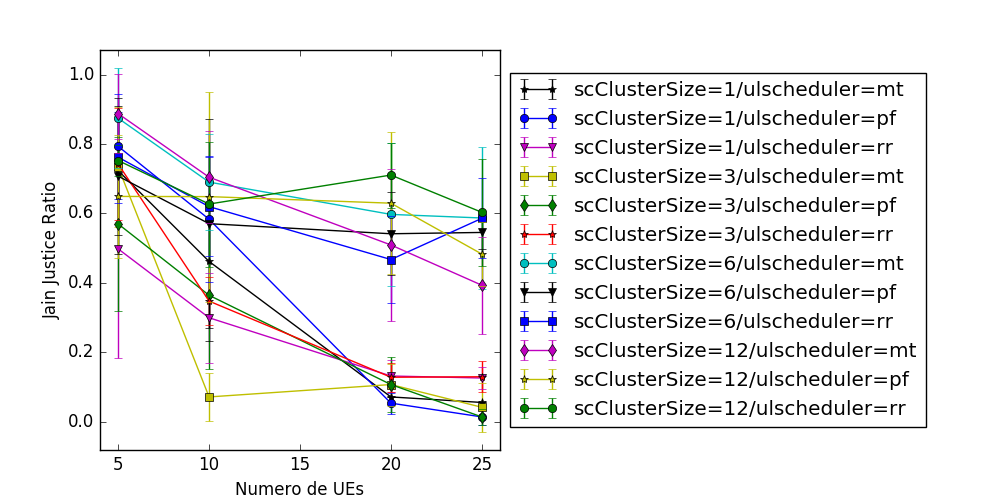 1.0
0.8
0.6
0.4
0.2
0.0
Jain Justice Ratio
5 10 15 20 25
Numero de UEs
scClusterSize=1/ulscheduler=mt
scClusterSize=1/ulscheduler=pf
scClusterSize=1/ulscheduler=rr
scClusterSize=3/ulscheduler=mt
scClusterSize=3/ulscheduler=pf
scClusterSize=3/ulscheduler=rr
scClusterSize=6/ulscheduler=mt
scClusterSize=6/ulscheduler=pf
scClusterSize=6/ulscheduler=rr
scClusterSize=12/ulscheduler=mt
scClusterSize=12/ulscheduler=pf
scClusterSize=12/ulscheduler=rr